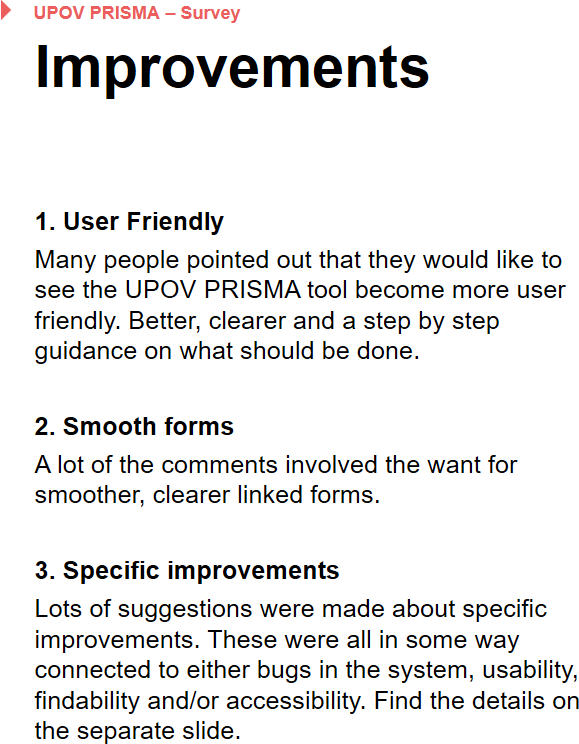 UPOV PRISMA – Survey
Improvements
1. User Friendly
Many people pointed out that they would like to
see the UPOV PRISMA tool become more user
friendly. Better, clearer and a step by step
guidance on what should be done.
2. Smooth forms
A lot of the comments involved the want for
smoother, clearer linked forms.
3. Specific improvements
Lots of suggestions were made about specific
improvements. These were all in some way
connected to either bugs in the system, usability,
findability and/or accessibility. Find the details on
the separate slide.